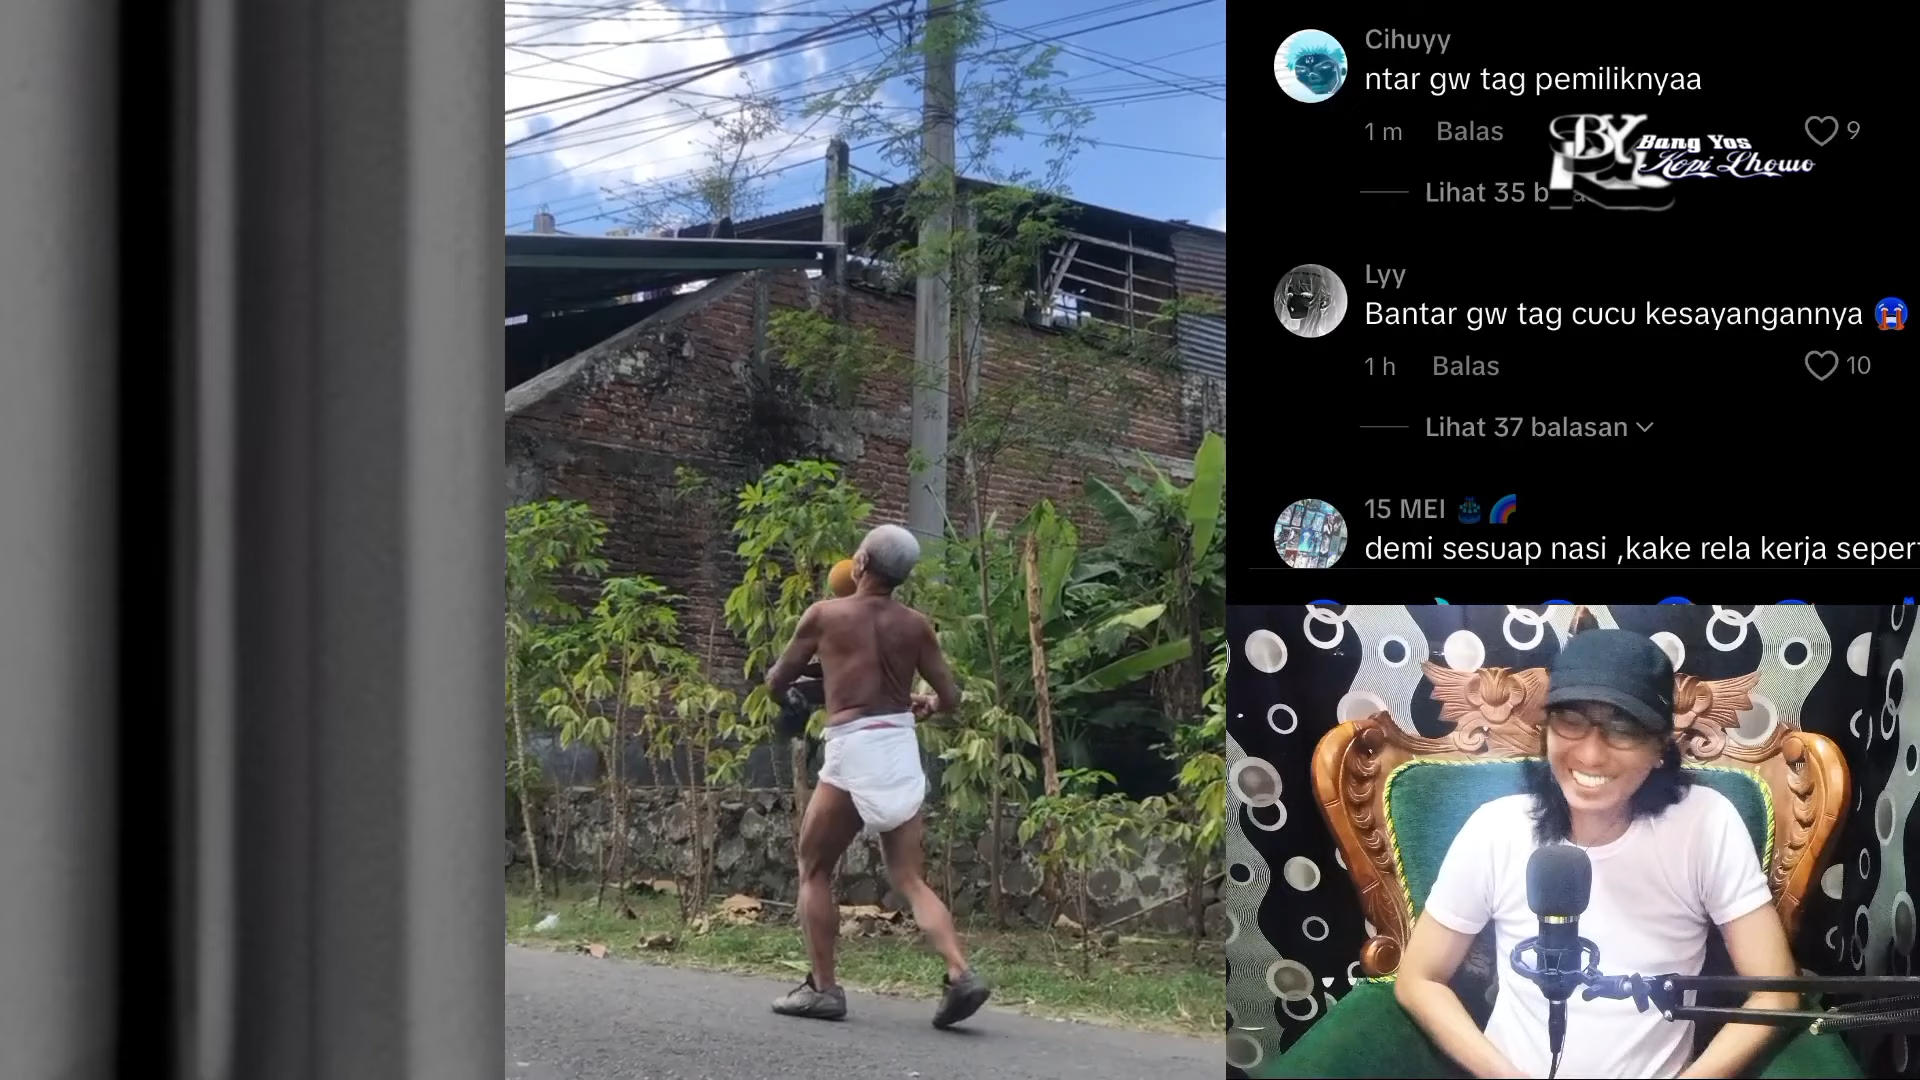 Cihuyy
ntar gw tag pemiliknyaa
1 m Balas 9
BY Bang Yos
Kopi Lhowo
Lihat 35 b
Lyy
Bantar gw tag cucu kesayangannya 😭
1 h Balas 10
Lihat 37 balasan
15 MEI 🎂🌈
demi sesuap nasi ,kake rela kerja sepert